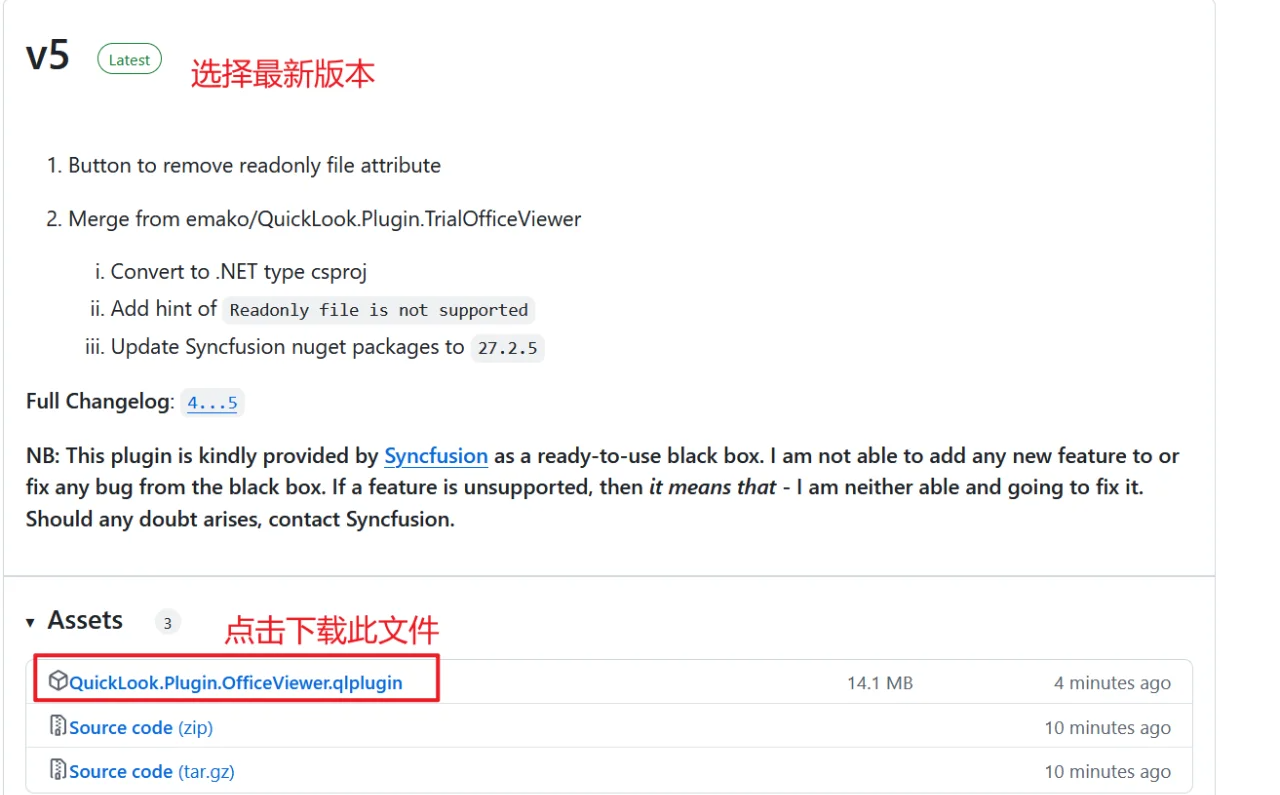 v5 Latest 选择最新版本
1. Button to remove readonly file attribute
2. Merge from emako/QuickLook.Plugin.TrialOfficeViewer
i. Convert to .NET type csproj
ii. Add hint of Readonly file is not supported
iii. Update Syncfusion nuget packages to 27.2.5
Full Changelog: 4...5
NB: This plugin is kindly provided by Syncfusion as a ready-to-use black box. I am not able to add any new feature to or
fix any bug from the black box. If a feature is unsupported, then it means that - I am neither able and going to fix it.
Should any doubt arises, contact Syncfusion.
Assets 3 点击下载此文件
QuickLook.Plugin.OfficeViewer.qlplugin 14.1 MB 4 minutes ago
Source code (zip) 10 minutes ago
Source code (tar.gz) 10 minutes ago